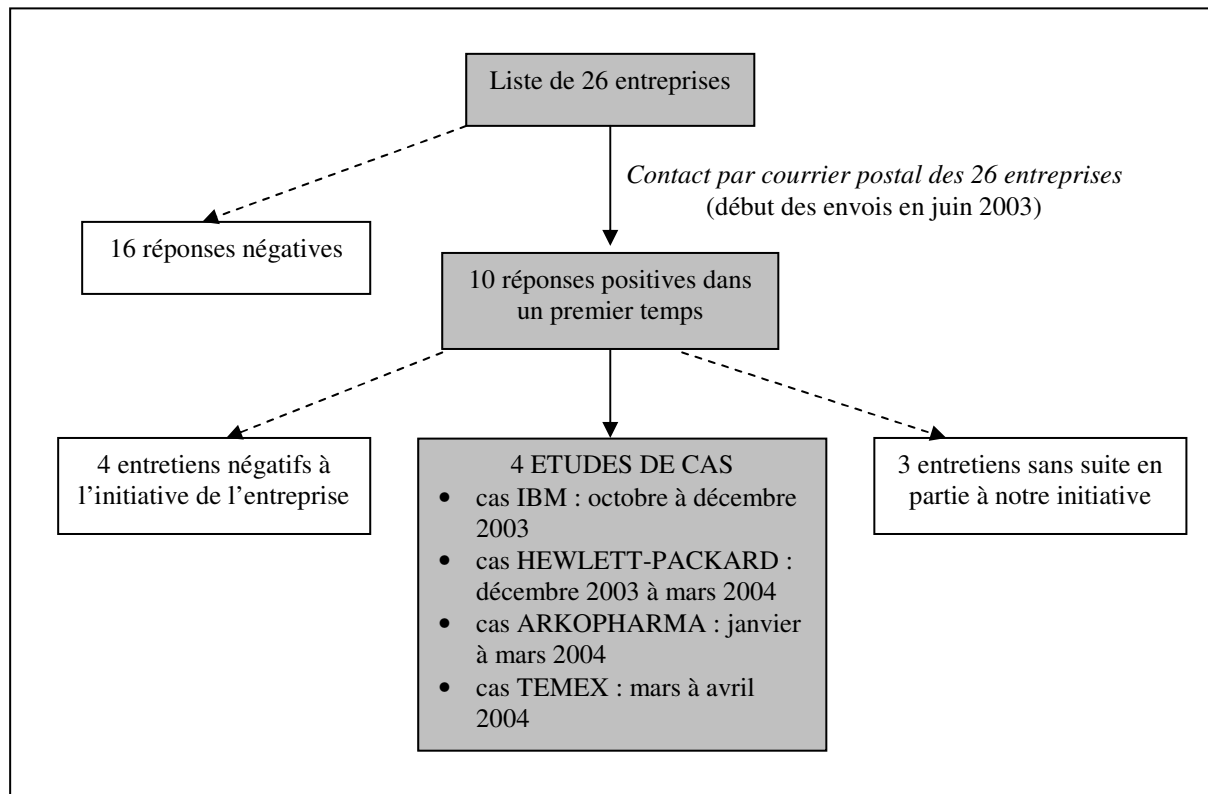 Liste de 26 entreprises
Contact par courrier postal des 26 entreprises
(début des envois en juin 2003)
16 réponses négatives
10 réponses positives dans
un premier temps
4 entretiens négatifs à
l'initiative de l'entreprise
4 ETUDES DE CAS
• cas IBM : octobre à décembre
2003
• cas HEWLETT-PACKARD :
décembre 2003 à mars 2004
• cas ARKOPHARMA : janvier
à mars 2004
• cas TEMEX : mars à avril
2004
3 entretiens sans suite en
partie à notre initiative